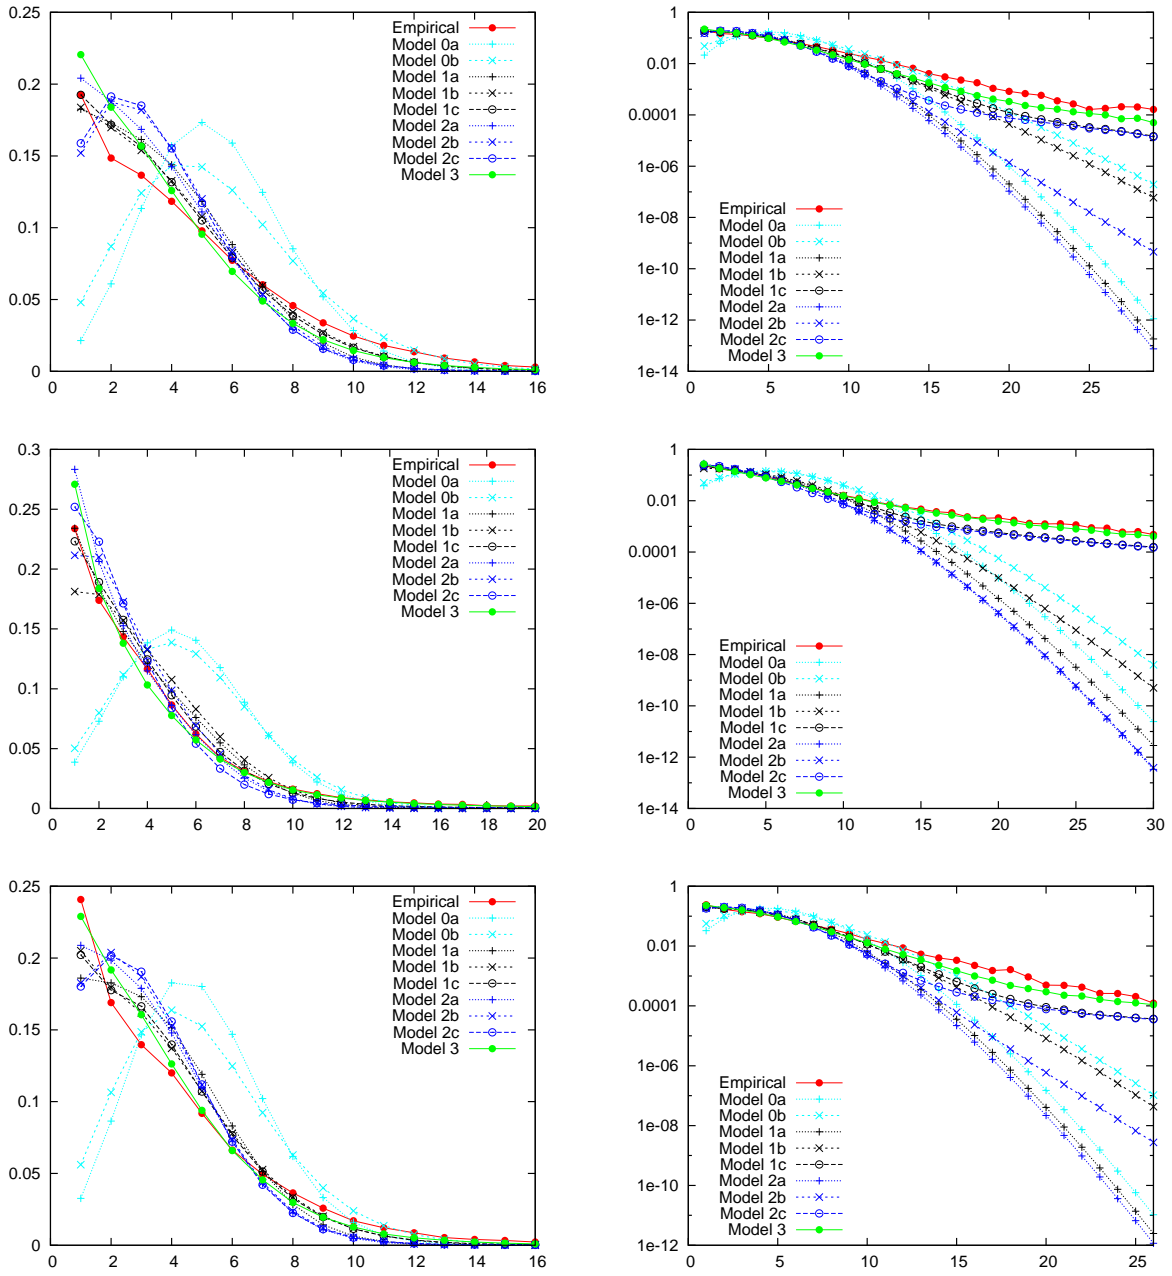 0.25
0.2
0.15
0.1
0.05
0
0 2 4 6 8 10 12 14 16
Empirical
Model 0a
Model 0b
Model 1a
Model 1b
Model 1c
Model 2a
Model 2b
Model 2c
Model 3
1
0.01
0.0001
1e-06
1e-08
1e-10
1e-12
1e-14
0 5 10 15 20 25
Empirical
Model 0a
Model 0b
Model 1a
Model 1b
Model 1c
Model 2a
Model 2b
Model 2c
Model 3
0.3
0.25
0.2
0.15
0.1
0.05
0
0 2 4 6 8 10 12 14 16 18 20
Empirical
Model 0a
Model 0b
Model 1a
Model 1b
Model 1c
Model 2a
Model 2b
Model 2c
Model 3
1
0.01
0.0001
1e-06
1e-08
1e-10
1e-12
1e-14
0 5 10 15 20 25 30
Empirical
Model 0a
Model 0b
Model 1a
Model 1b
Model 1c
Model 2a
Model 2b
Model 2c
Model 3
0.25
0.2
0.15
0.1
0.05
0
0 2 4 6 8 10 12 14 16
Empirical
Model 0a
Model 0b
Model 1a
Model 1b
Model 1c
Model 2a
Model 2b
Model 2c
Model 3
1
0.01
0.0001
1e-06
1e-08
1e-10
1e-12
0 5 10 15 20 25
Empirical
Model 0a
Model 0b
Model 1a
Model 1b
Model 1c
Model 2a
Model 2b
Model 2c
Model 3